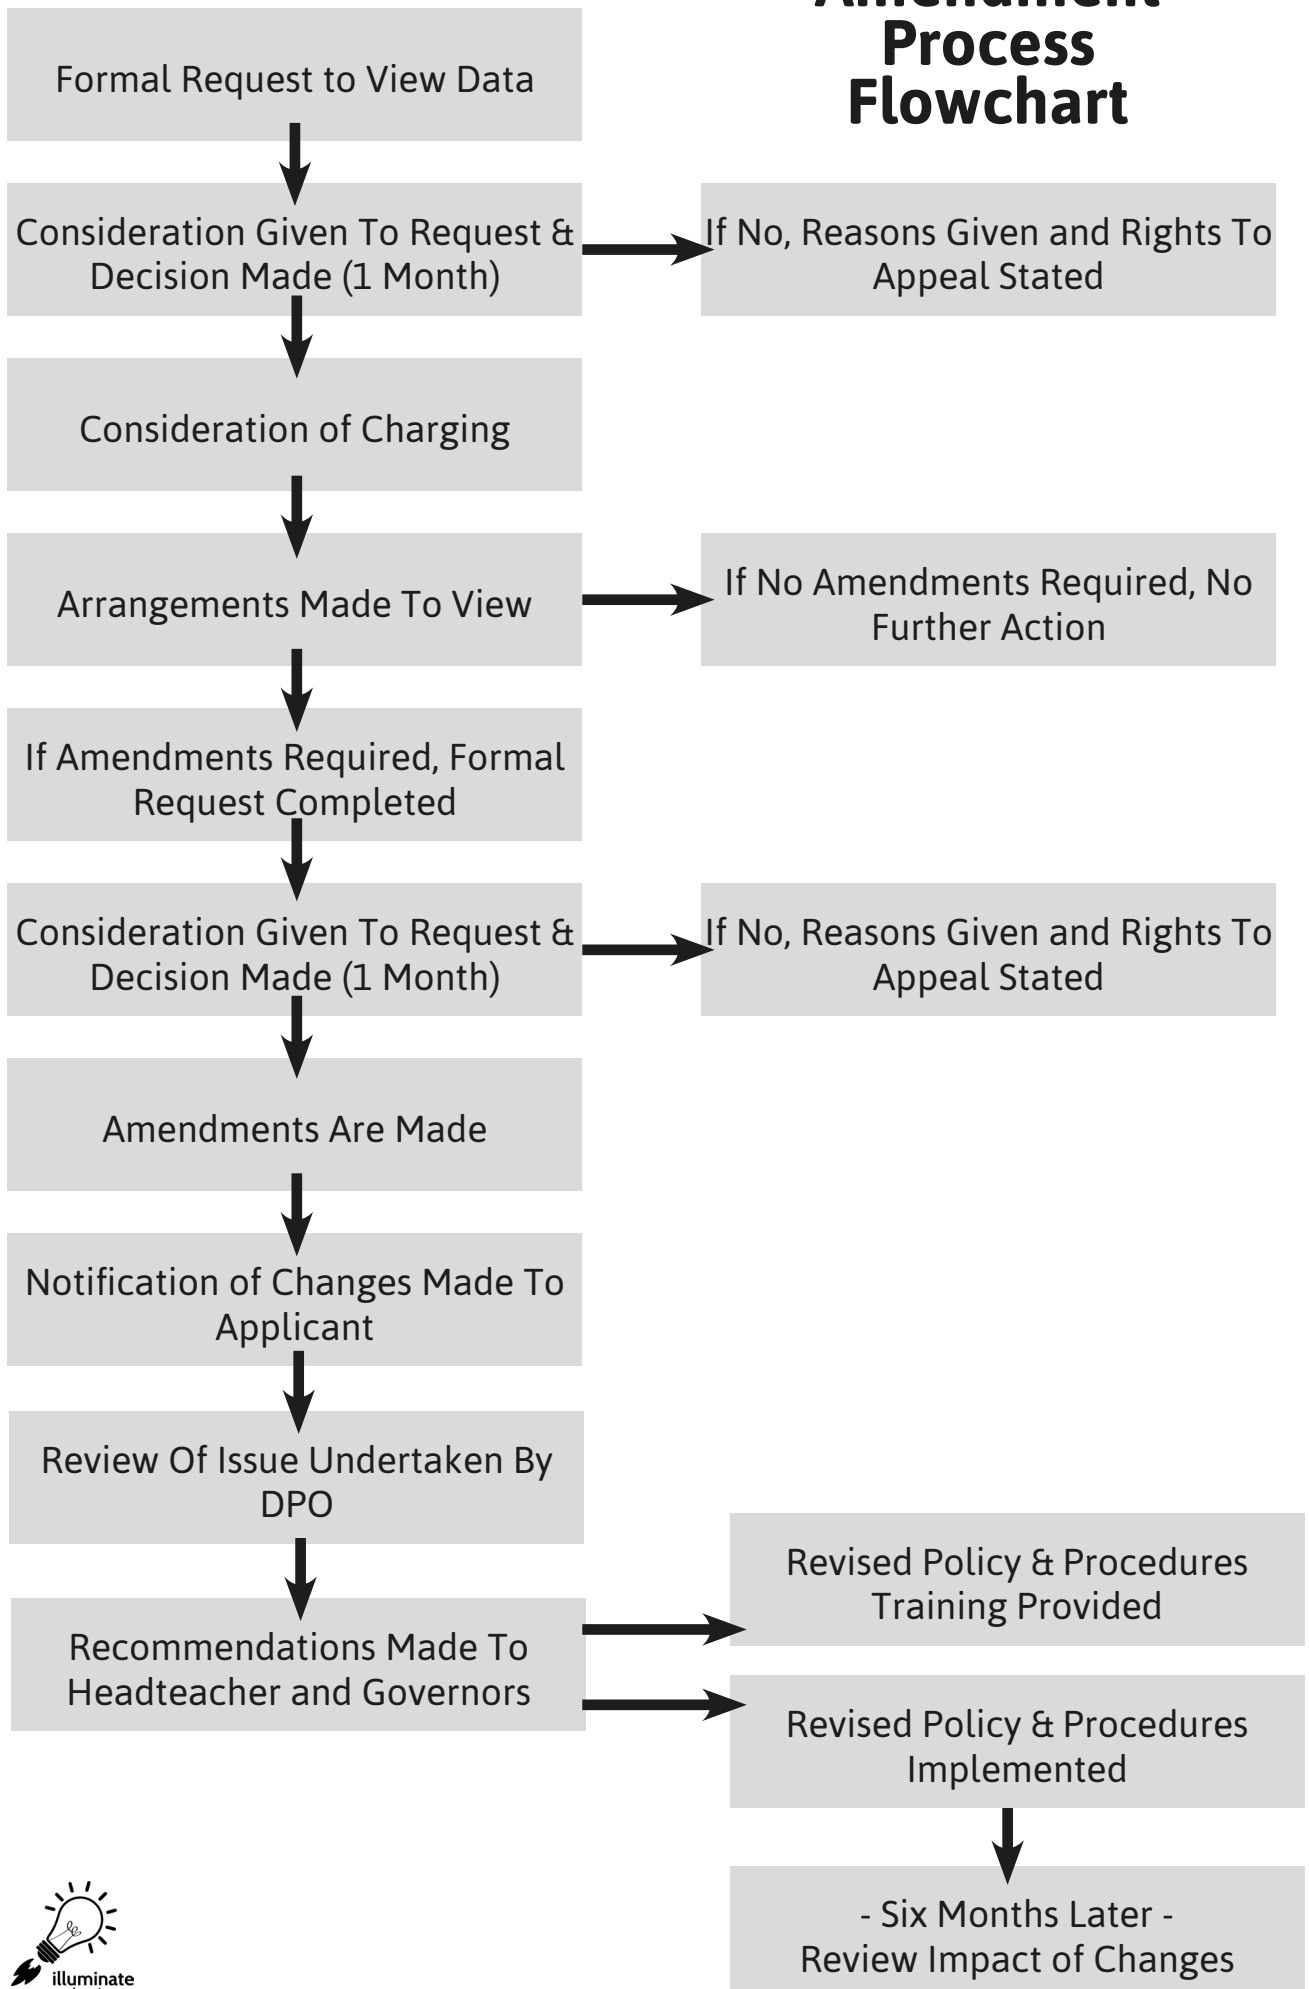 Amendment
Process
Flowchart
Formal Request to View Data
Consideration Given To Request &
Decision Made (1 Month)
If No, Reasons Given and Rights To
Appeal Stated
Consideration of Charging
Arrangements Made To View
If No Amendments Required, No
Further Action
If Amendments Required, Formal
Request Completed
Consideration Given To Request &
Decision Made (1 Month)
If No, Reasons Given and Rights To
Appeal Stated
Amendments Are Made
Notification of Changes Made To
Applicant
Review Of Issue Undertaken By
DPO
Recommendations Made To
Headteacher and Governors
Revised Policy & Procedures
Training Provided
Revised Policy & Procedures
Implemented
- Six Months Later -
Review Impact of Changes
illuminate